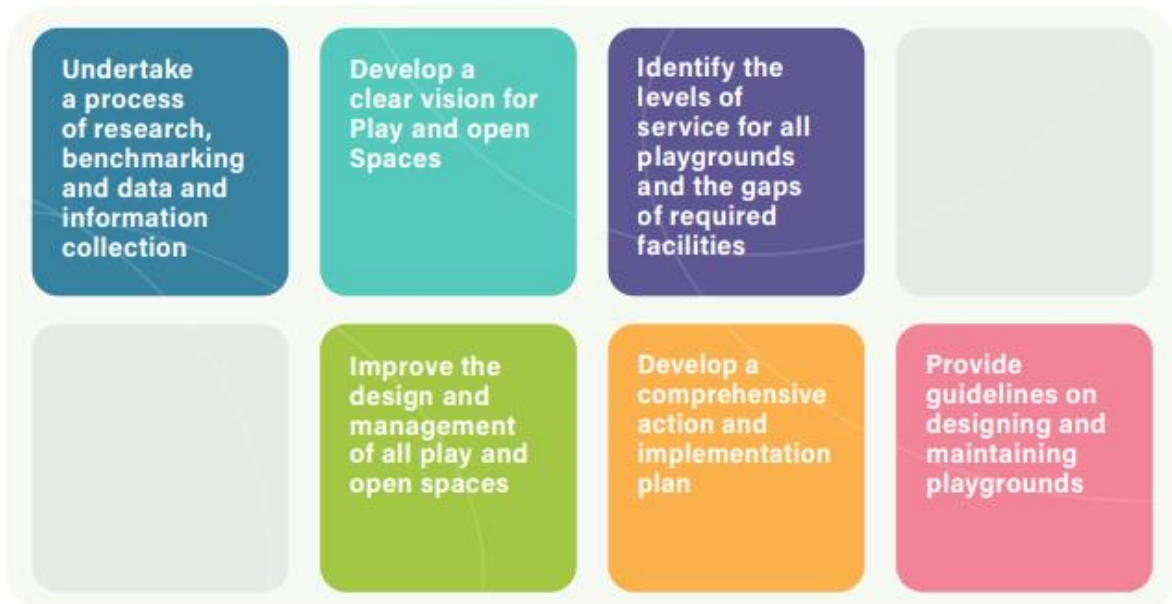 Undertake
a process
of research,
benchmarking
and data and
information
collection
Develop a
clear vision for
Play and open
Spaces
Identify the
levels of
service for all
playgrounds
and the gaps
of required
facilities
Improve the
design and
management
of all play and
open spaces
Develop a
comprehensive
action and
implementation
plan
Provide
guidelines on
designing and
maintaining
playgrounds